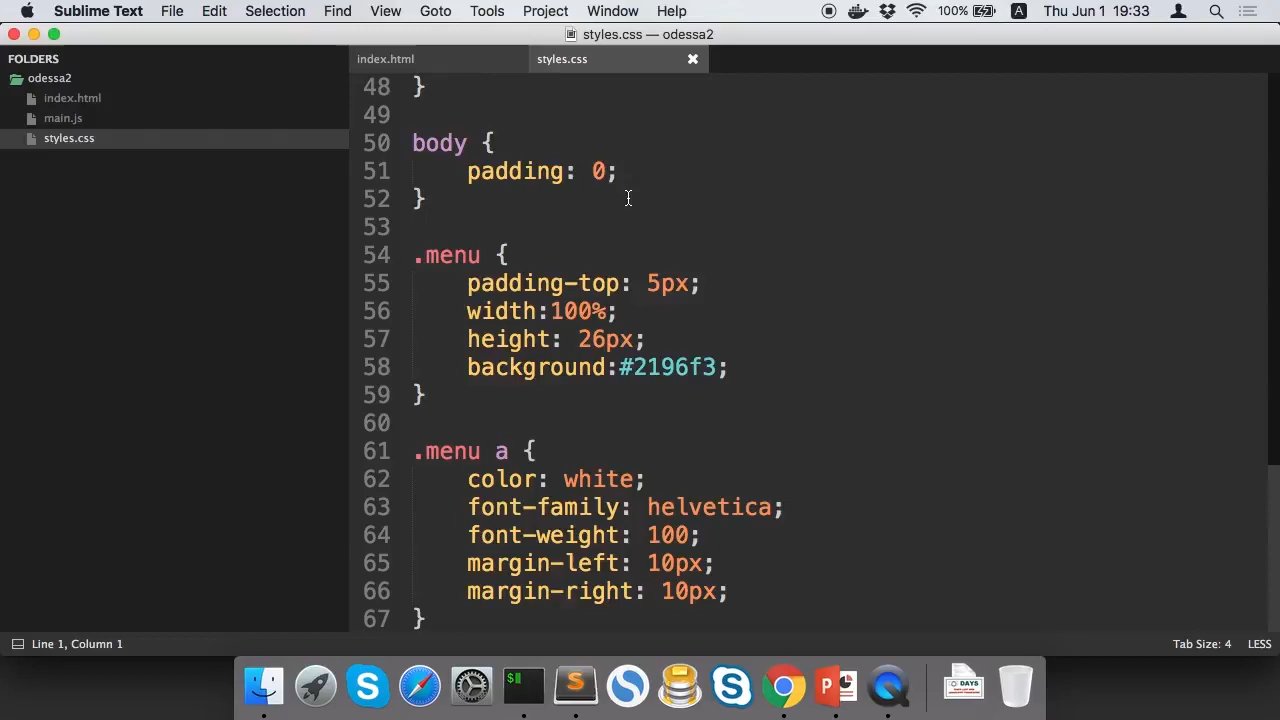 Sublime Text File Edit Selection Find View Goto Tools Project Window Help 100% A Thu Jun 1 19:33
styles.css — odessa2
FOLDERS
odessa2
index.html
main.js
styles.css
index.html styles.css
48 }
49
50 body {
51 padding: 0;
52 }
53
54 .menu {
55 padding-top: 5px;
56 width:100%;
57 height: 26px;
58 background:#2196f3;
59 }
60
61 .menu a {
62 color: white;
63 font-family: helvetica;
64 font-weight: 100;
65 margin-left: 10px;
66 margin-right: 10px;
67 }
Line 1, Column 1 Tab Size: 4 LESS
DAYS